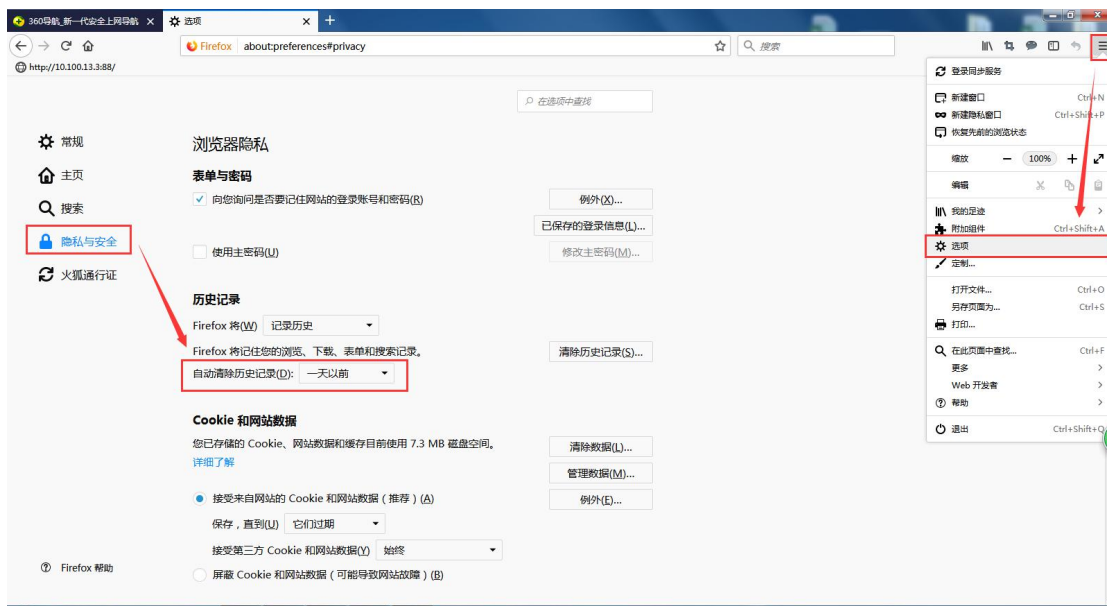 360导航_新一代安全上网导航
选项
Firefox about:preferences#privacy
搜索
http://10.100.13.3:88/
在选项中查找
常规
主页
搜索
隐私与安全
火狐通行证
Firefox 帮助
浏览器隐私
表单与密码
向您询问是否要记住网站的登录账号和密码(R)
例外(X)...
已保存的登录信息(L)...
使用主密码(U)
修改主密码(M)...
历史记录
Firefox 将(W) 记录历史
Firefox 将记住您的浏览、下载、表单和搜索记录。
清除历史记录(S)...
自动清除历史记录(D): 一天以前
Cookie 和网站数据
您已存储的 Cookie、网站数据和缓存目前使用 7.3 MB 磁盘空间。
详细了解
清除数据(L)...
管理数据(M)...
接受来自网站的 Cookie 和网站数据 ( 推荐 ) (A)
例外(E)...
保存，直到(U) 它们过期
接受第三方 Cookie 和网站数据(Y) 始终
屏蔽 Cookie 和网站数据 ( 可能导致网站故障 ) (B)
登录同步服务
新建窗口 Ctrl+N
新建隐私窗口 Ctrl+Shift+P
恢复先前的浏览状态
缩放 − 100% +
编辑
我的足迹
附加组件 Ctrl+Shift+A
选项
定制...
打开文件... Ctrl+O
另存页面为... Ctrl+S
打印...
在此页面中查找... Ctrl+F
更多
Web 开发者
帮助
退出 Ctrl+Shift+Q